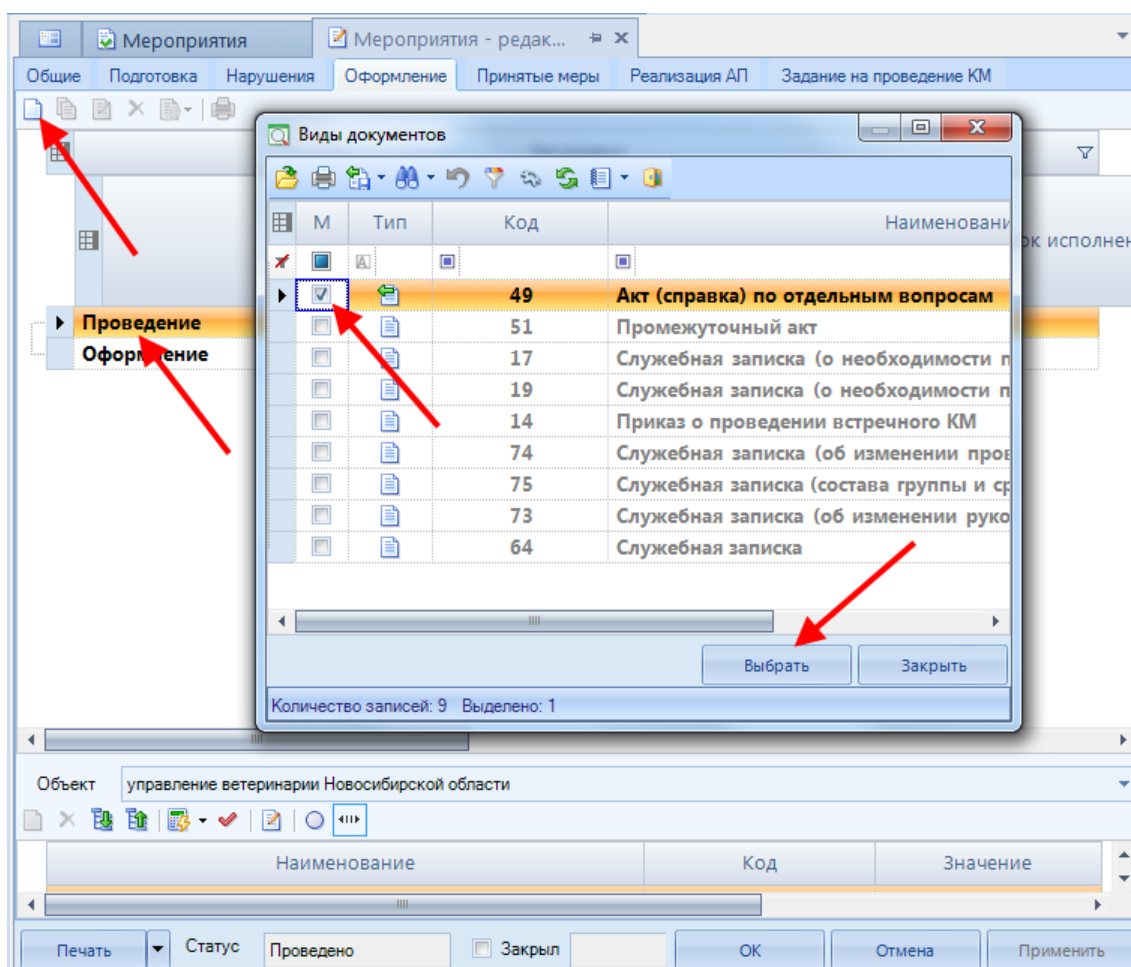 Мероприятия
Мероприятия - редак...
Общие Подготовка Нарушения Оформление Принятые меры Реализация АП Задание на проведение КМ
Виды документов
М Тип Код Наименовани
ок исполнен
49 Акт (справка) по отдельным вопросам
Проведение
51 Промежуточный акт
Оформление
17 Служебная записка (о необходимости п
19 Служебная записка (о необходимости п
14 Приказ о проведении встречного КМ
74 Служебная записка (об изменении пров
75 Служебная записка (состава группы и ср
73 Служебная записка (об изменении руко
64 Служебная записка
Выбрать Закрыть
Количество записей: 9 Выделено: 1
Объект управление ветеринарии Новосибирской области
Наименование Код Значение
Печать Статус Проведено Закрыл ОК Отмена Применить